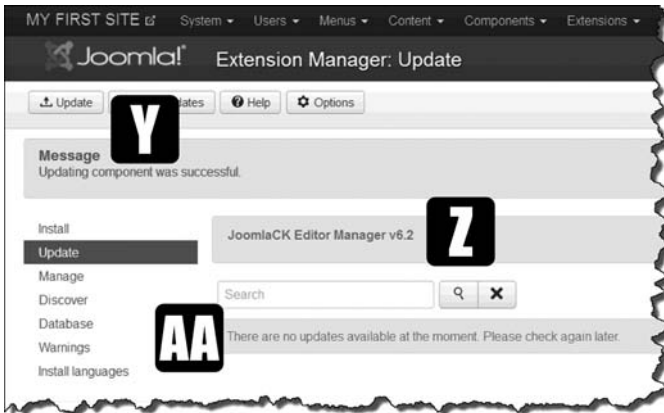 MY FIRST SITE System Users Menus Content Components Extensions
Joomla! Extension Manager: Update
Update dates Help Options
Y
Message
Updating component was successful.
Install
JoomlaCK Editor Manager v6.2
Z
Update
Manage
Search
Discover
Database
AA
There are no updates available at the moment. Please check again later.
Warnings
Install languages